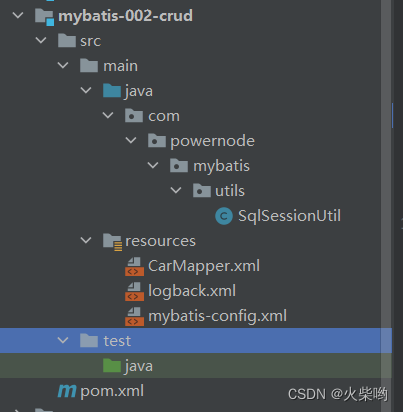 mybatis-002-crud
src
main
java
com
powernode
mybatis
utils
SqlSessionUtil
resources
CarMapper.xml
logback.xml
mybatis-config.xml
test
java
pom.xml
CSDN @火柴哟